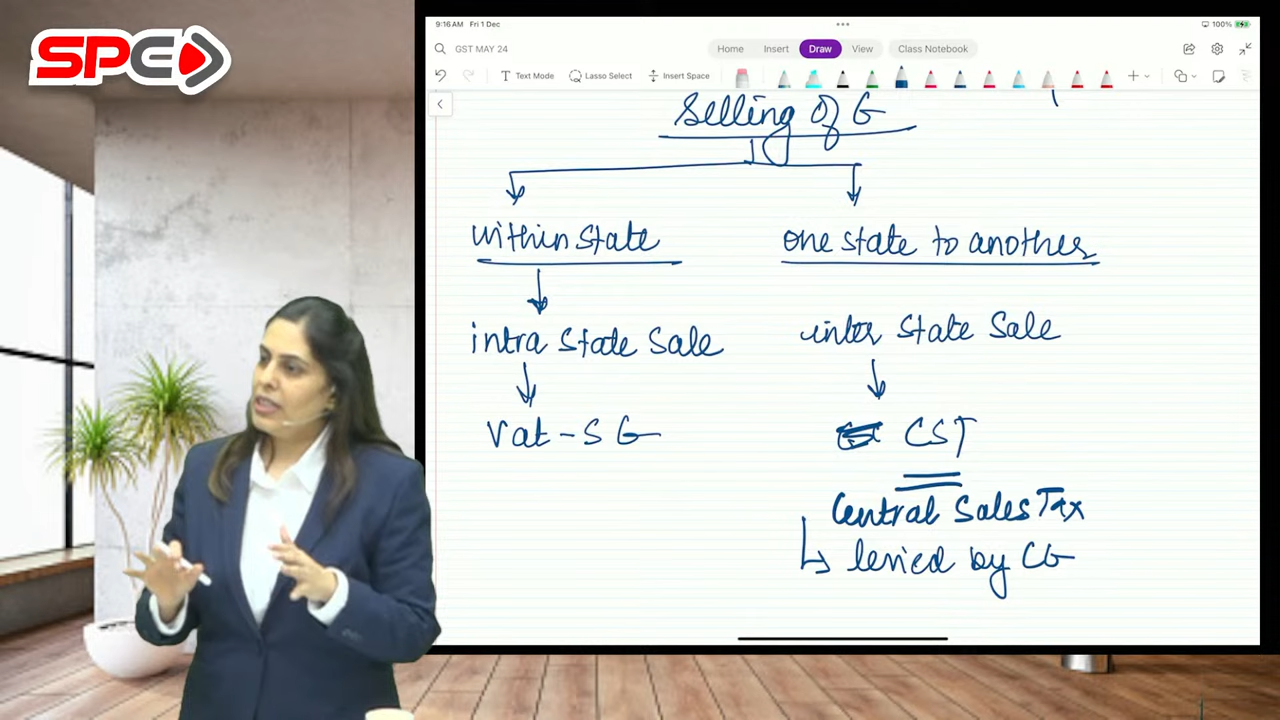 SPED
9:16 AM Fri 1 Dec
100%
GST MAY 24
Home Insert Draw View Class Notebook
Text Mode Lasso Select Insert Space
Selling of G
within state one state to another
intra State Sale inter State Sale
Vat - SG CST
Central Sales Tax
levied by CG